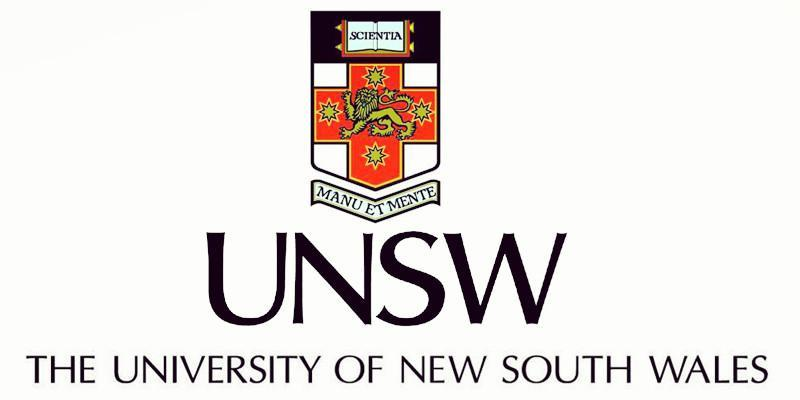 SCIENTIA
MANU ET MENTE
UNSW
THE UNIVERSITY OF NEW SOUTH WALES